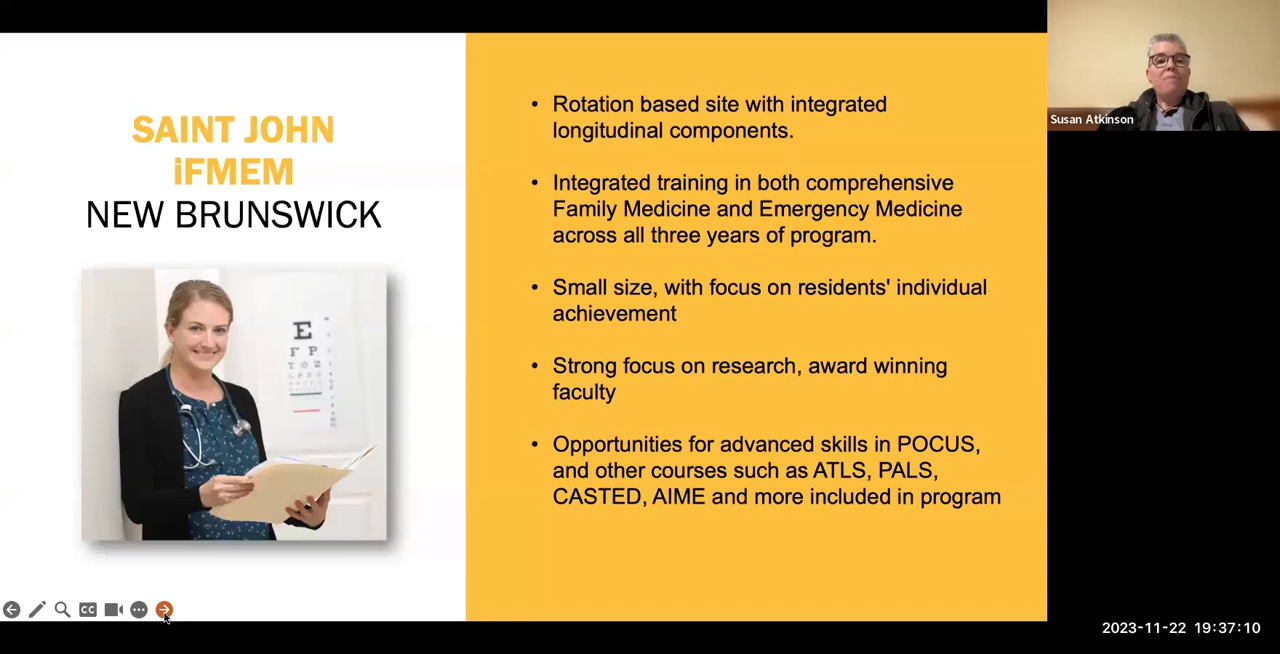 SAINT JOHN
iFMEM
NEW BRUNSWICK
E
F P
T O Z
• Rotation based site with integrated
longitudinal components.
• Integrated training in both comprehensive
Family Medicine and Emergency Medicine
across all three years of program.
• Small size, with focus on residents' individual
achievement
• Strong focus on research, award winning
faculty
• Opportunities for advanced skills in POCUS,
and other courses such as ATLS, PALS,
CASTED, AIME and more included in program
Susan Atkinson
CC
2023-11-22 19:37:10